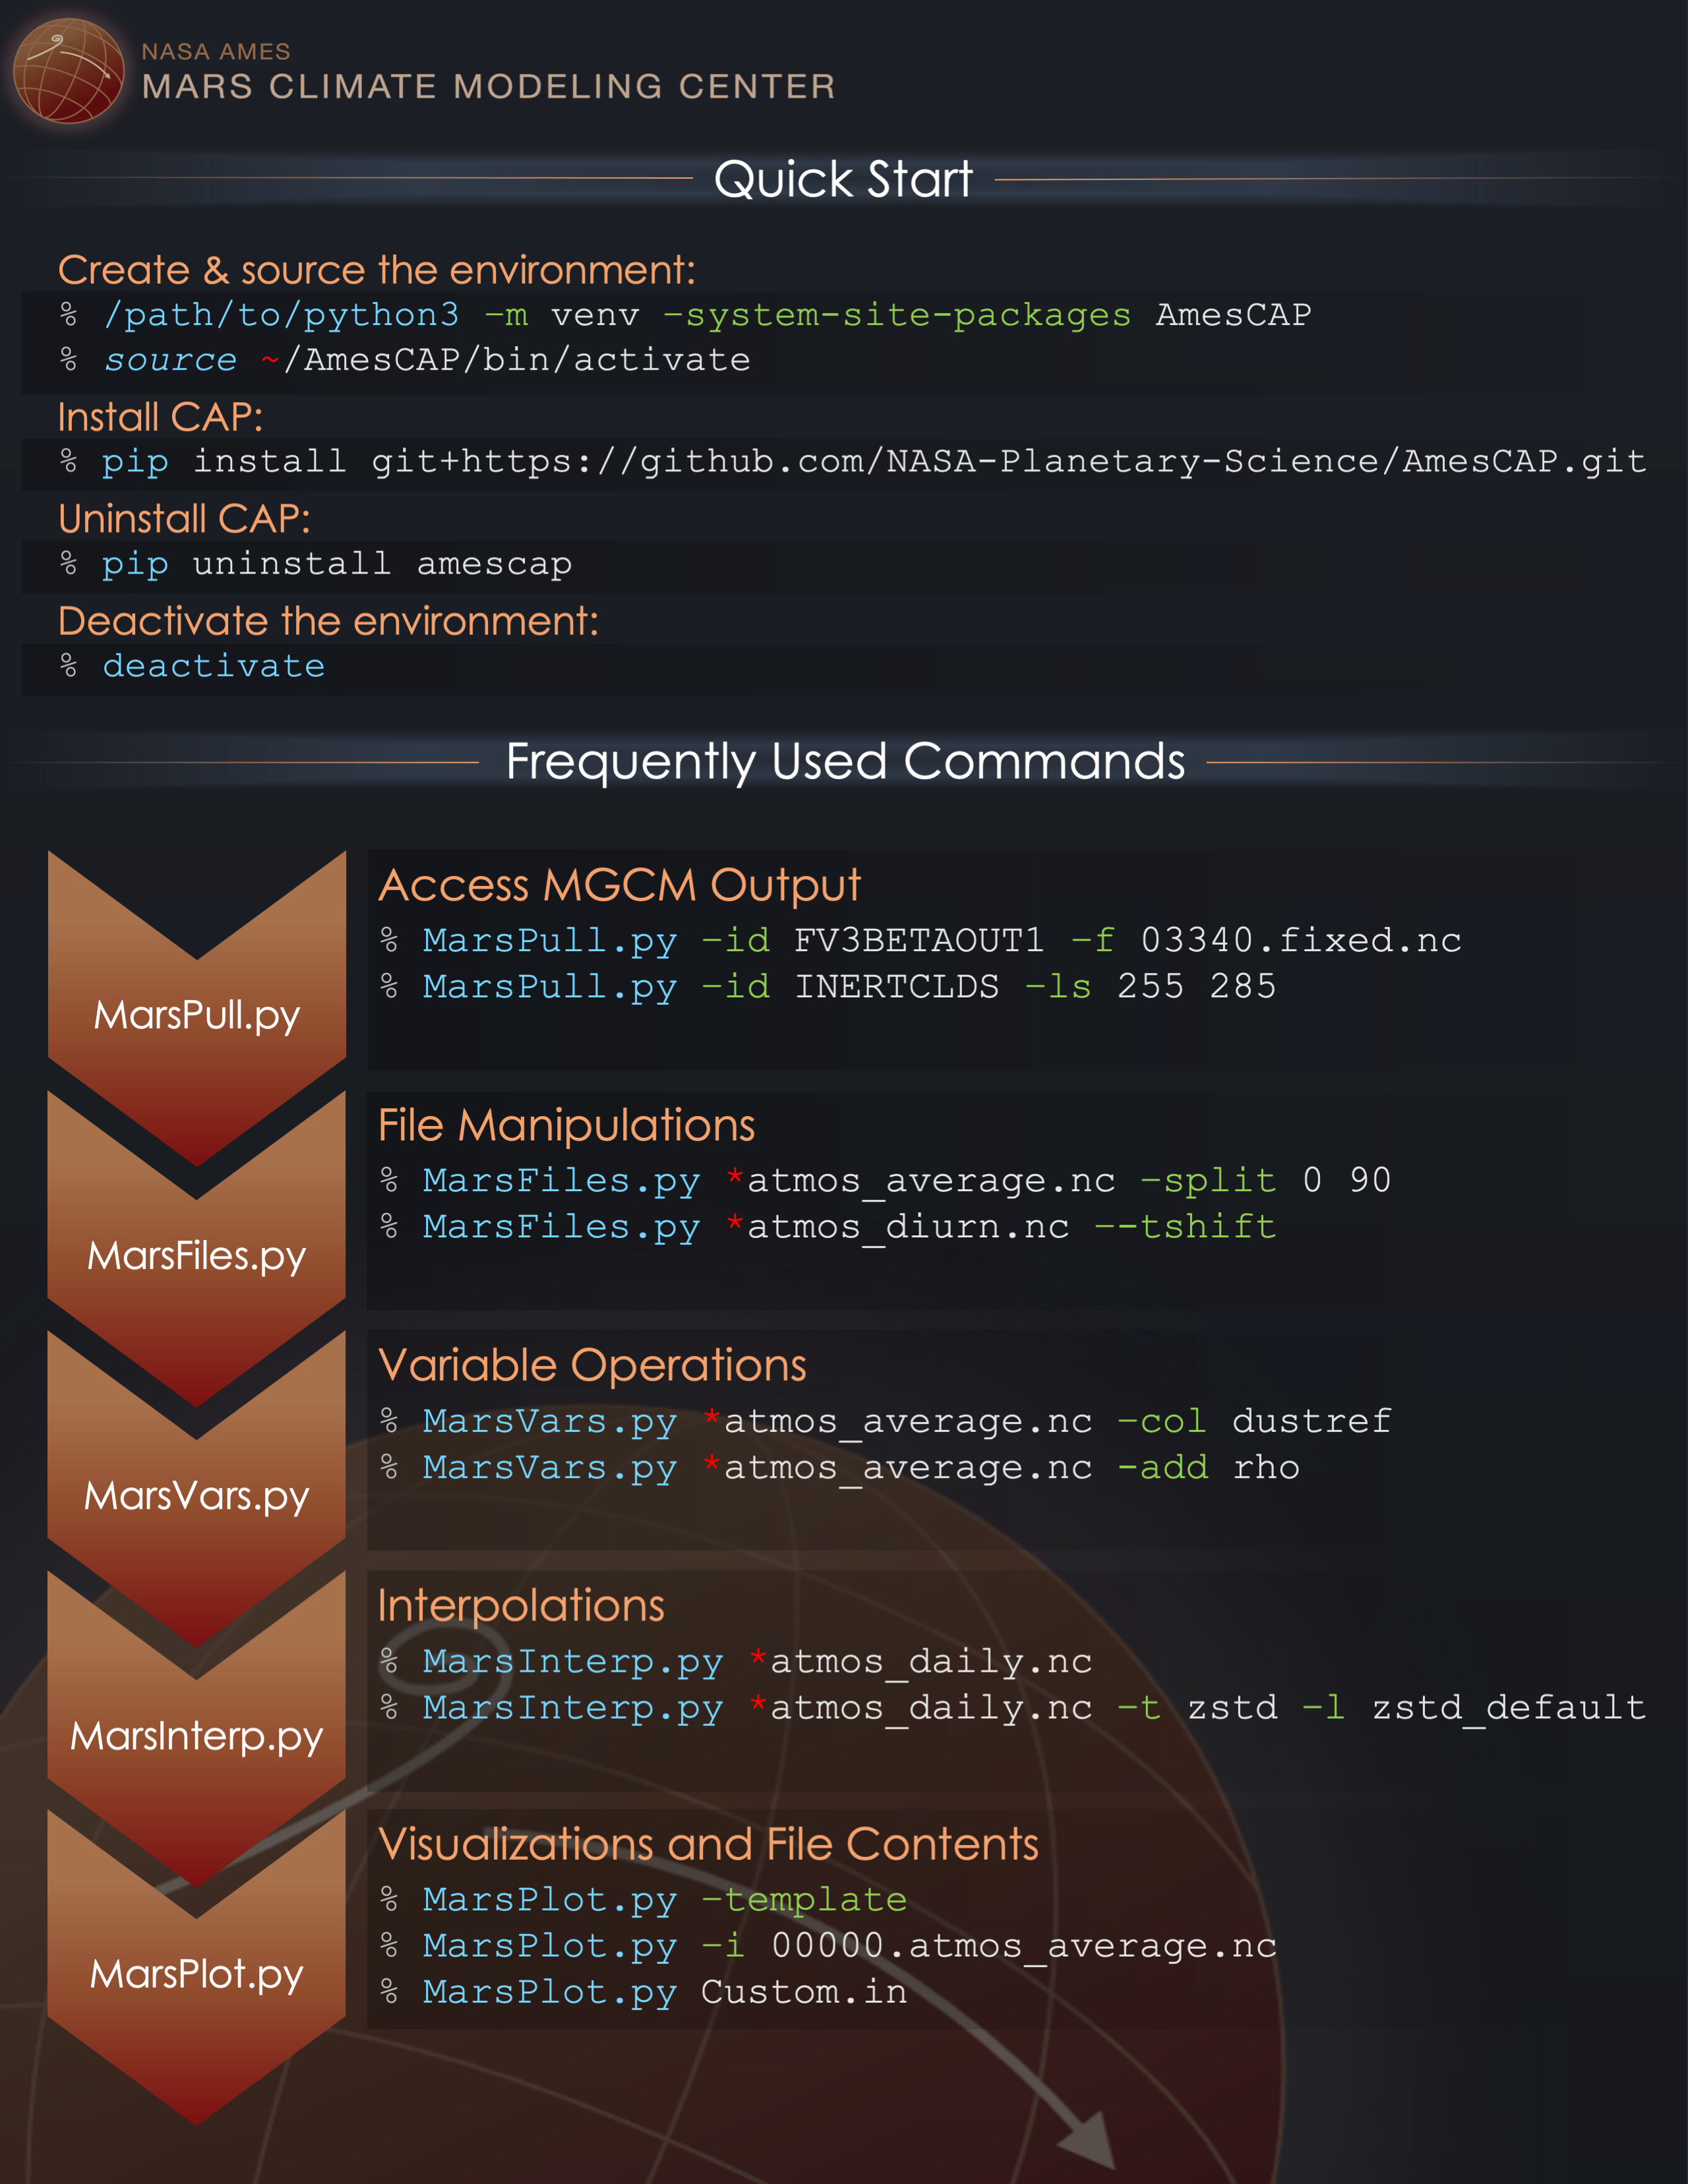 NASA AMES
MARS CLIMATE MODELING CENTER
Quick Start
Create & source the environment:
% /path/to/python3 -m venv -system-site-packages AmesCAP
% source ~/AmesCAP/bin/activate
Install CAP:
% pip install git+https://github.com/NASA-Planetary-Science/AmesCAP.git
Uninstall CAP:
% pip uninstall amescap
Deactivate the environment:
% deactivate
Frequently Used Commands
MarsPull.py
Access MGCM Output
% MarsPull.py -id FV3BETAOUT1 -f 03340.fixed.nc
% MarsPull.py -id INERTCLDS -ls 255 285
MarsFiles.py
File Manipulations
% MarsFiles.py *atmos_average.nc -split 0 90
% MarsFiles.py *atmos_diurn.nc --tshift
MarsVars.py
Variable Operations
% MarsVars.py *atmos_average.nc -col dustref
% MarsVars.py *atmos_average.nc -add rho
MarsInterp.py
Interpolations
% MarsInterp.py *atmos_daily.nc
% MarsInterp.py *atmos_daily.nc -t zstd -l zstd_default
MarsPlot.py
Visualizations and File Contents
% MarsPlot.py -template
% MarsPlot.py -i 00000.atmos_average.nc
% MarsPlot.py Custom.in